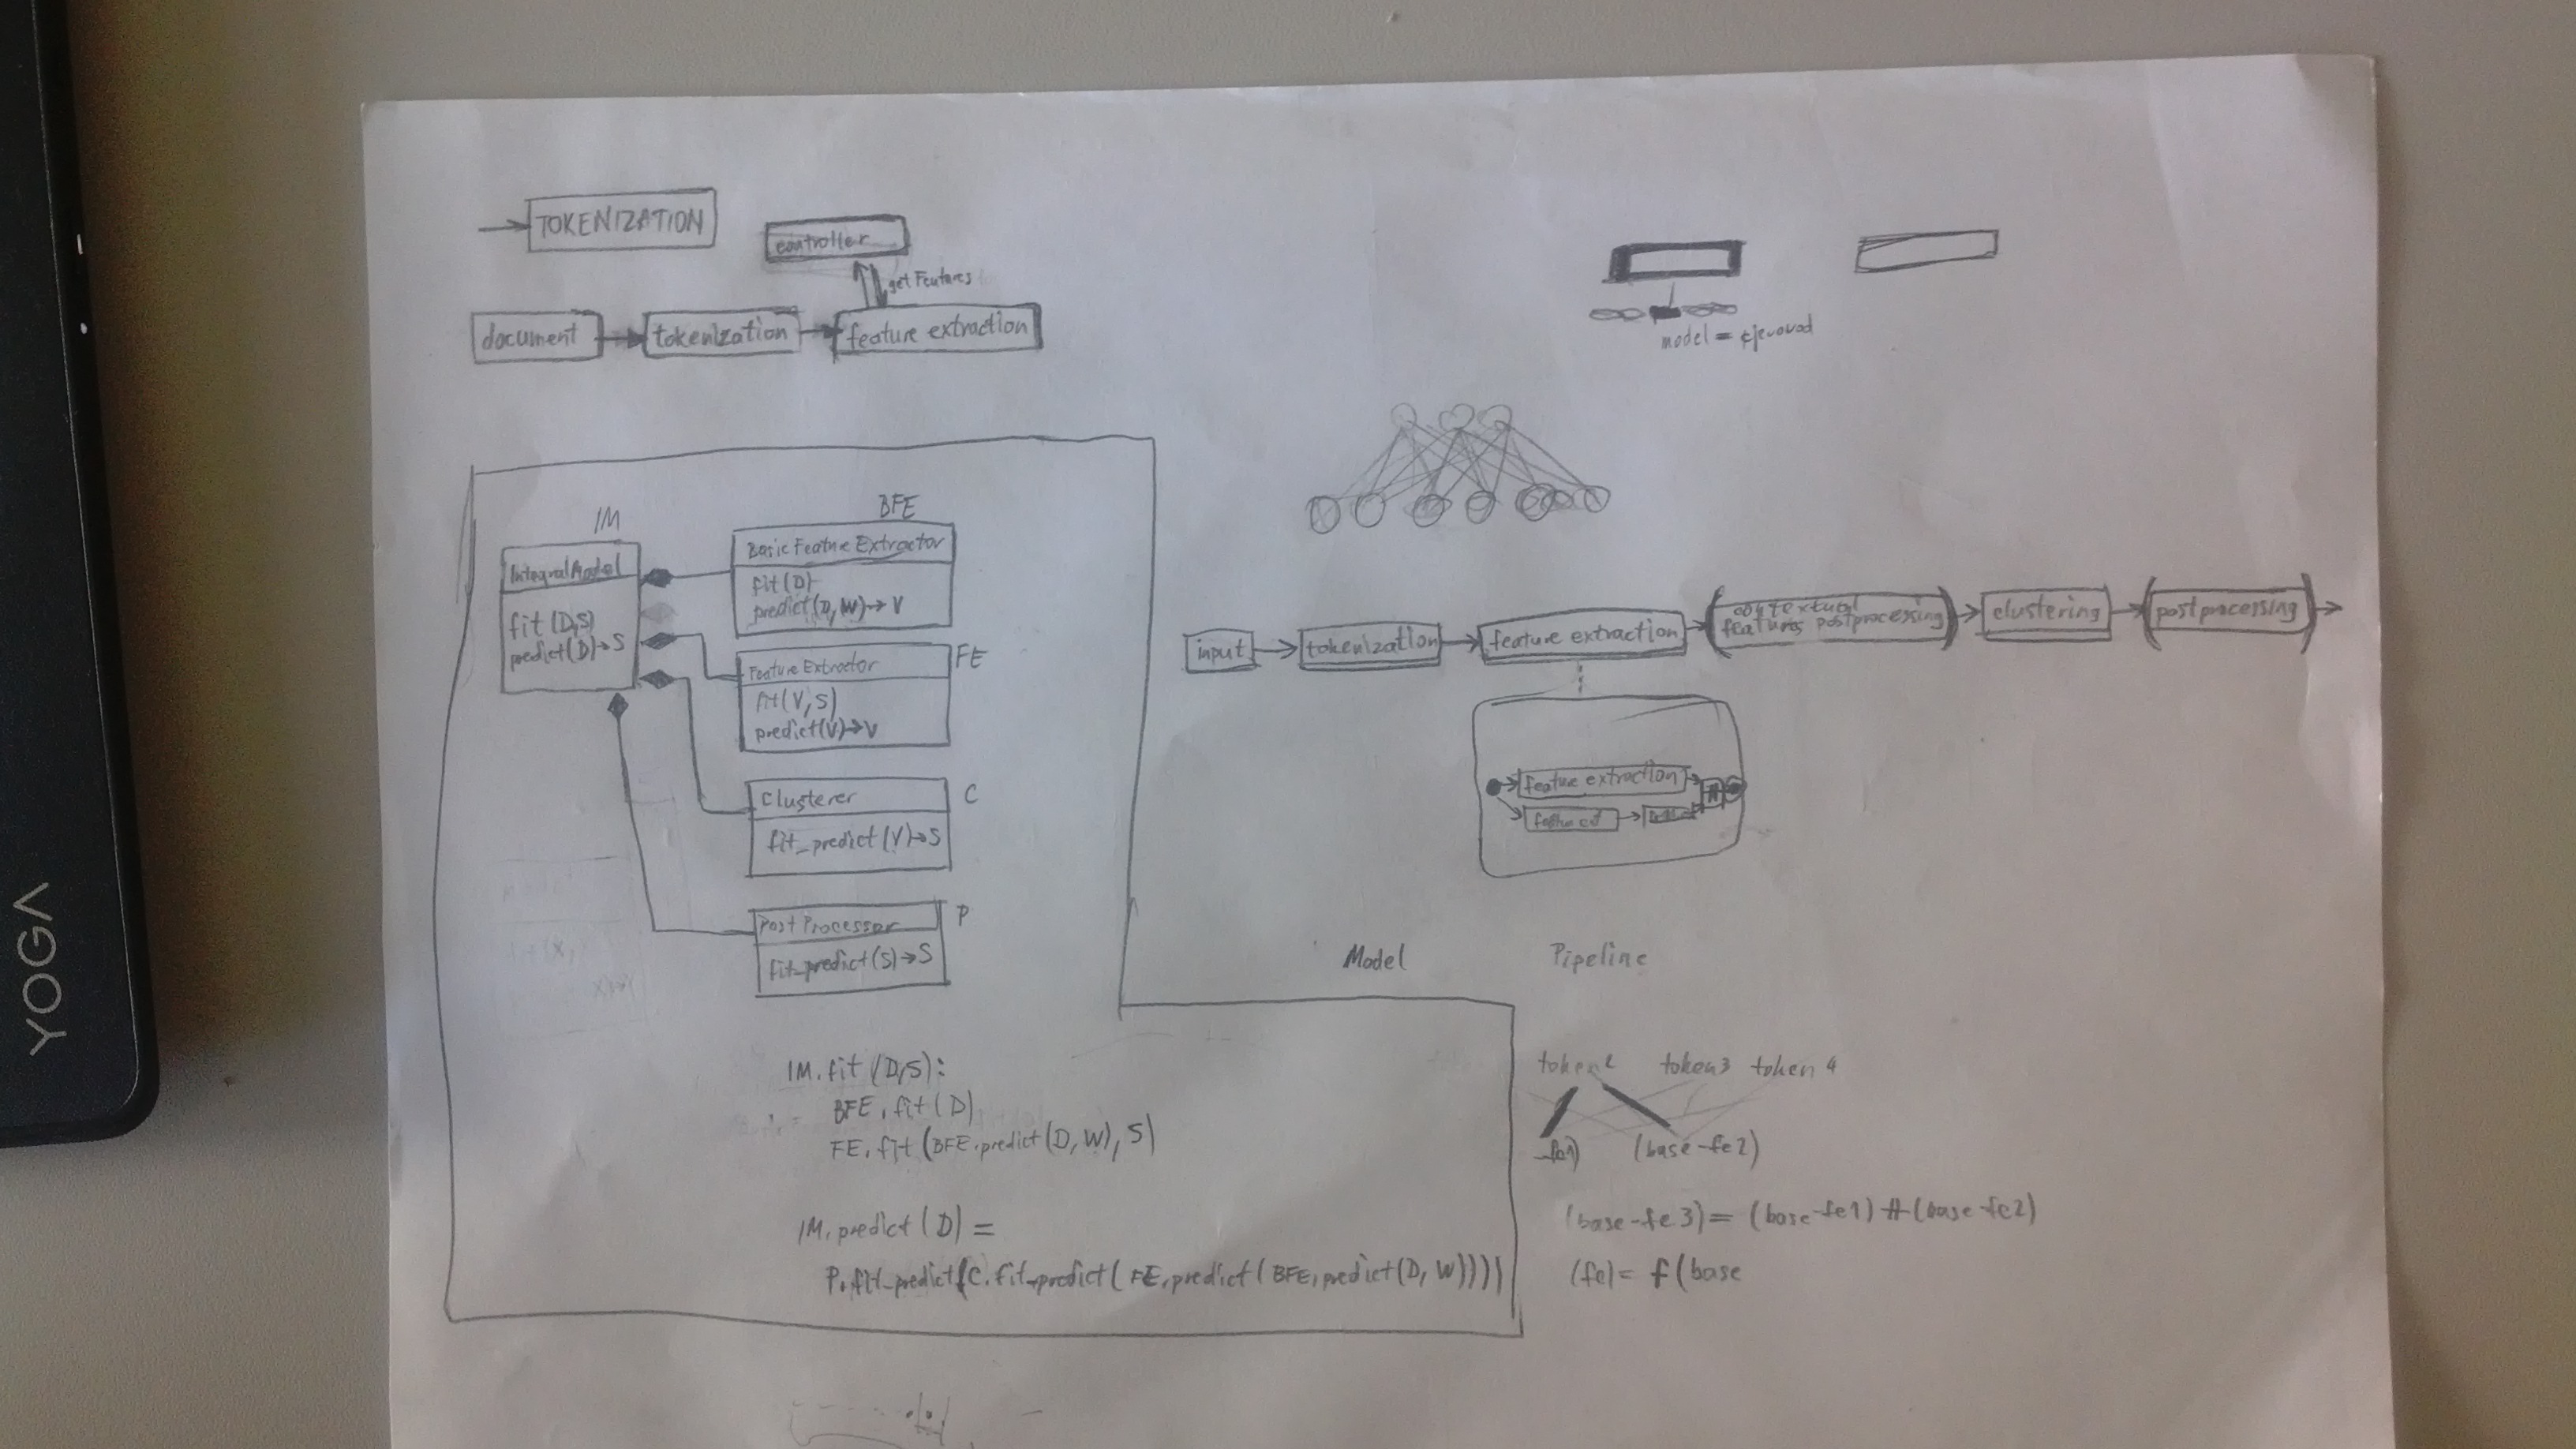 TOKENIZATION
controller
get Features
document
tokenization
feature extraction
model = cjevovod
IM
BFE
IntegralModel
fit (D,S)
predict(D)→S
Basic Feature Extractor
fit(D)
predict(D,W)→V
FE
Feature Extractor
fit(V,S)
predict(V)→V
C
Clusterer
fit_predict(V)→S
P
Post Processor
fit_predict(S)→S
IM.fit (D,S):
BFE.fit(D)
FE.fit(BFE.predict(D,W),S)
IM.predict(D) =
P.fit_predict(C.fit_predict(FE.predict(BFE.predict(D,W))))
input
tokenization
feature extraction
(contextual
features postprocessing)
clustering
(postprocessing)
feature extraction
#
Model
Pipeline
token2 token3 token4
-fe1) (base-fe2)
(base-fe3)= (base-fe1) # (base-fe2)
(fe)= f(base
YOGA